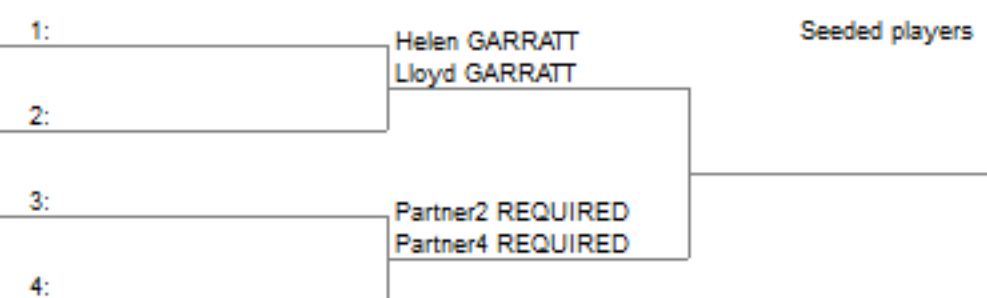 1:
Helen GARRATT
Lloyd GARRATT
Seeded players
2:
3:
Partner2 REQUIRED
Partner4 REQUIRED
4: